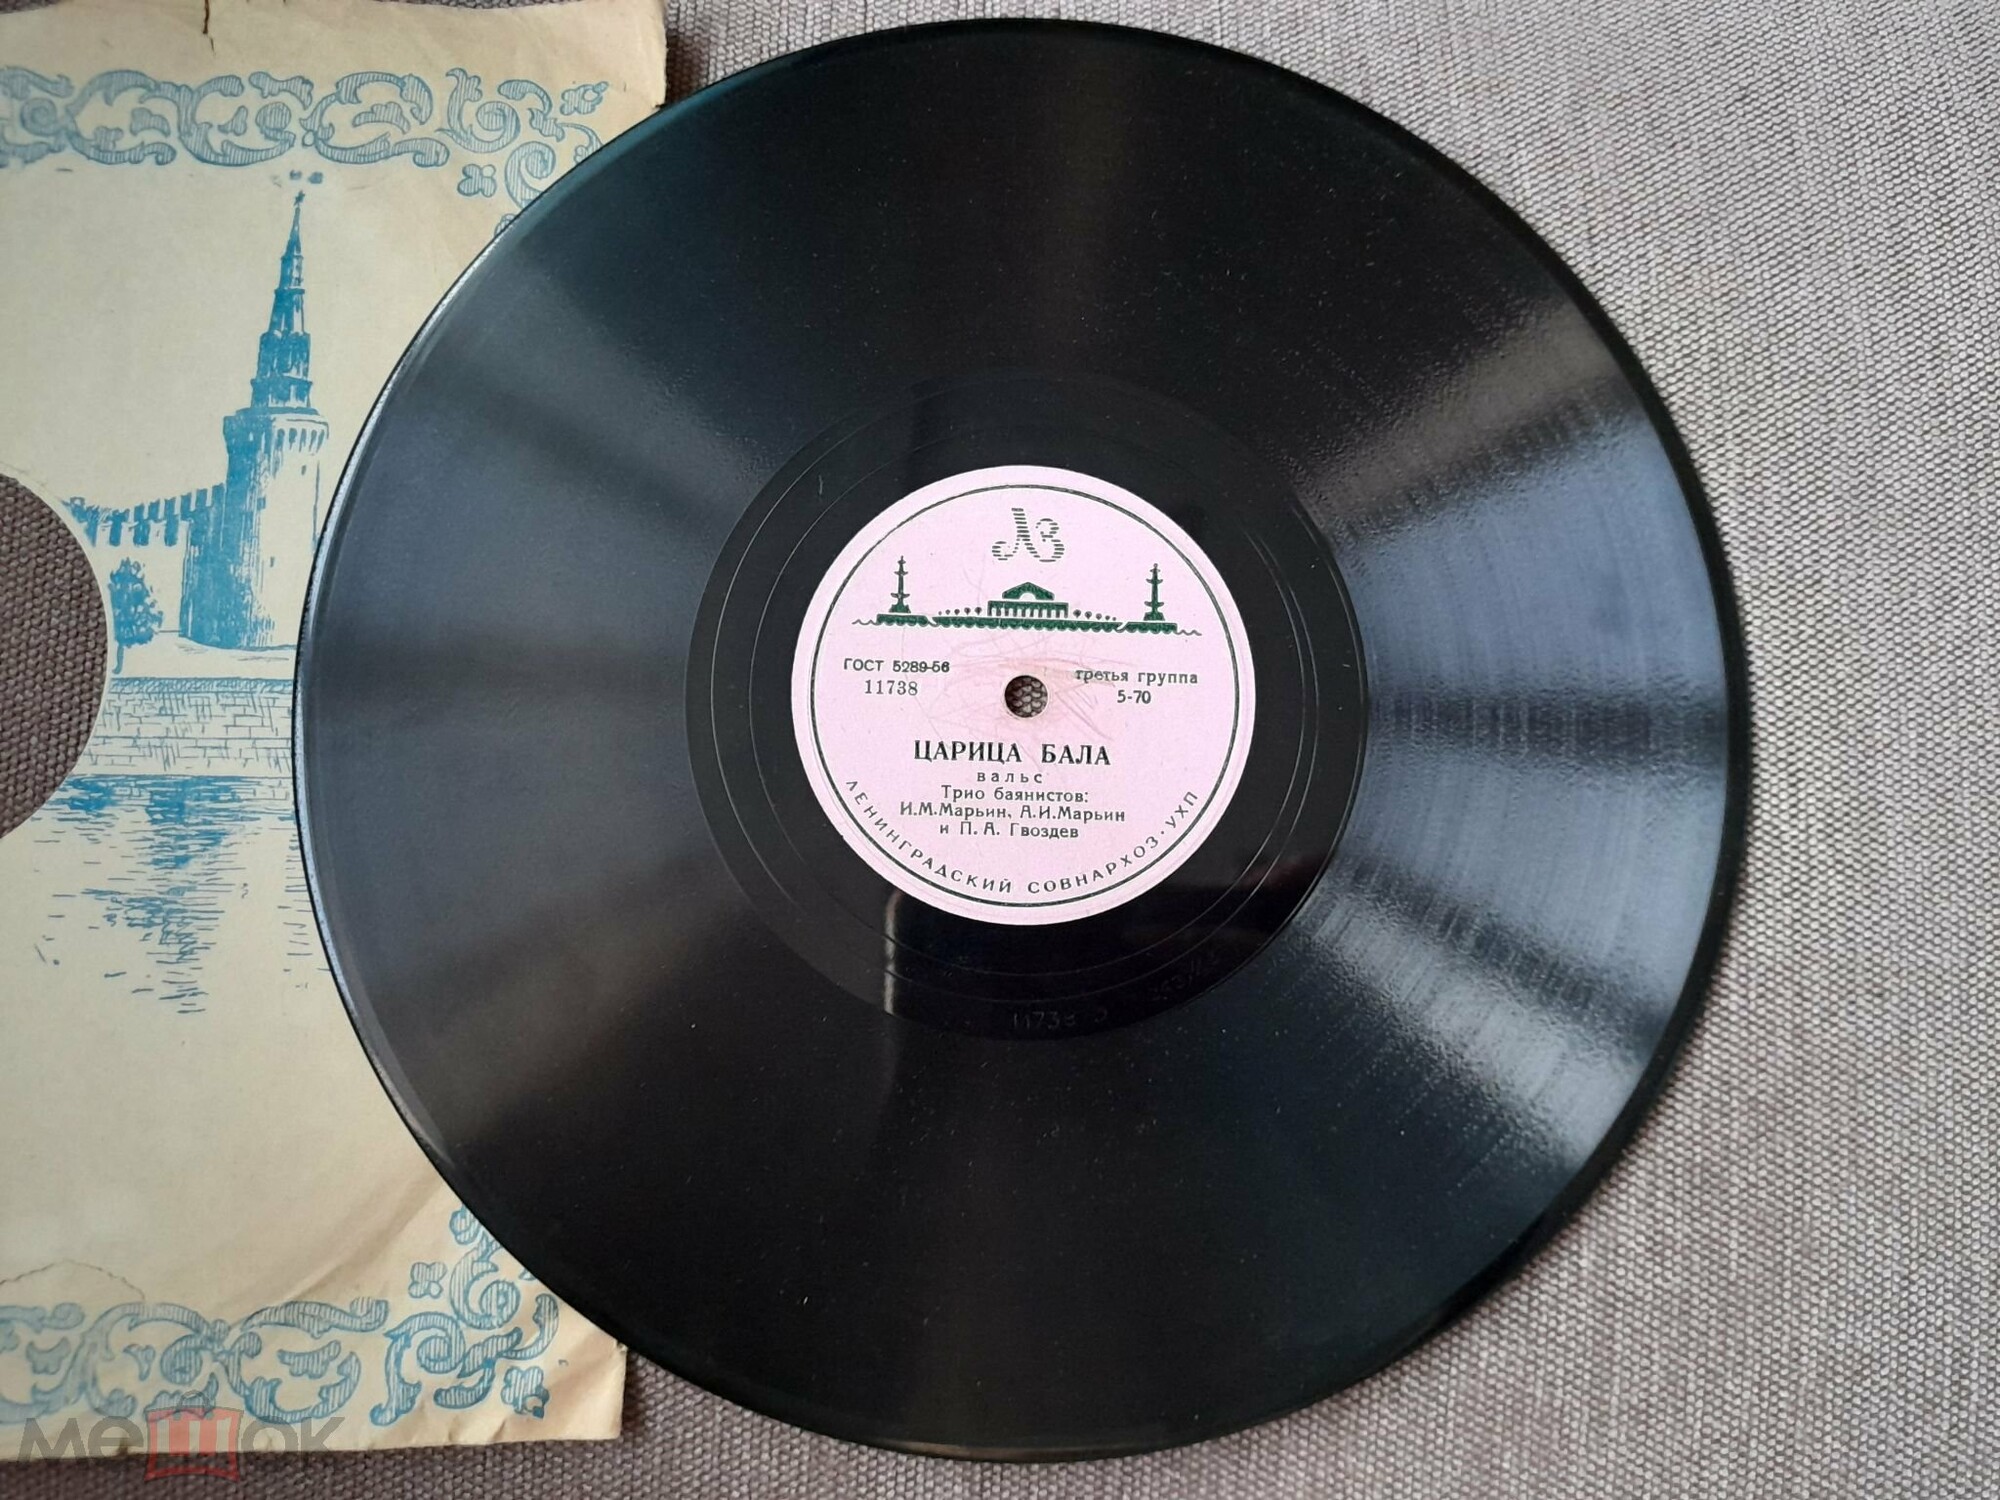 ЛЗ
ГОСТ 5289-56
11738
третья группа
5-70
ЦАРИЦА БАЛА
вальс
Трио баянистов:
И.М.Марьин, А.И.Марьин
и П. А. Гвоздев
ЛЕНИНГРАДСКИЙ СОВНАРХОЗ · УХП
11738
мешок